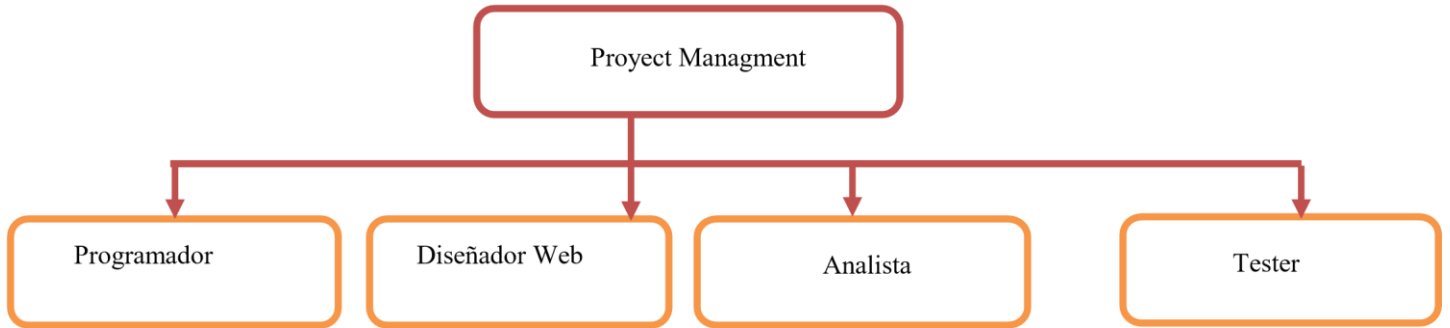 Proyect Managment
Programador
Diseñador Web
Analista
Tester